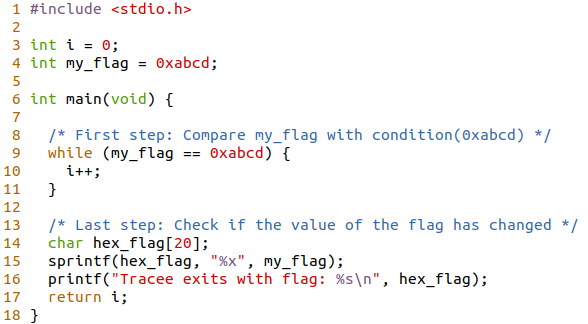 1 #include <stdio.h>
2
3 int i = 0;
4 int my_flag = 0xabcd;
5
6 int main(void) {
7
8   /* First step: Compare my_flag with condition(0xabcd) */
9   while (my_flag == 0xabcd) {
10     i++;
11   }
12
13   /* Last step: Check if the value of the flag has changed */
14   char hex_flag[20];
15   sprintf(hex_flag, "%x", my_flag);
16   printf("Tracee exits with flag: %s\n", hex_flag);
17   return i;
18 }